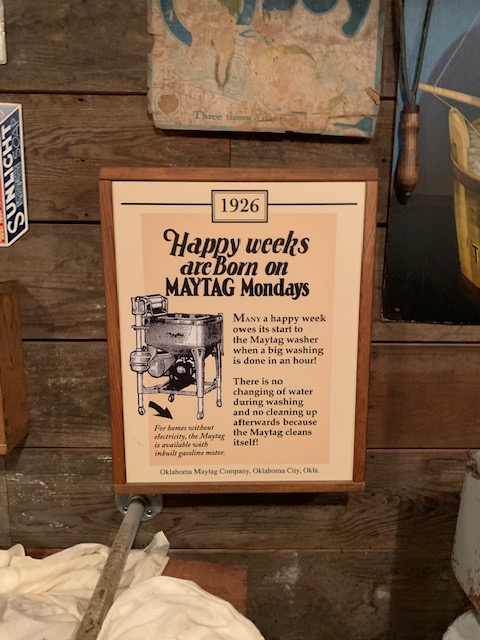 Three times a day
SUNLIGHT
1926
Happy weeks
are Born on
MAYTAG Mondays
MANY a happy week
owes its start to
the Maytag washer
when a big washing
is done in an hour!
There is no
changing of water
during washing
and no cleaning up
afterwards because
the Maytag cleans
itself!
For homes without
electricity, the Maytag
is available with
inbuilt gasoline motor.
Oklahoma Maytag Company, Oklahoma City, Okla.